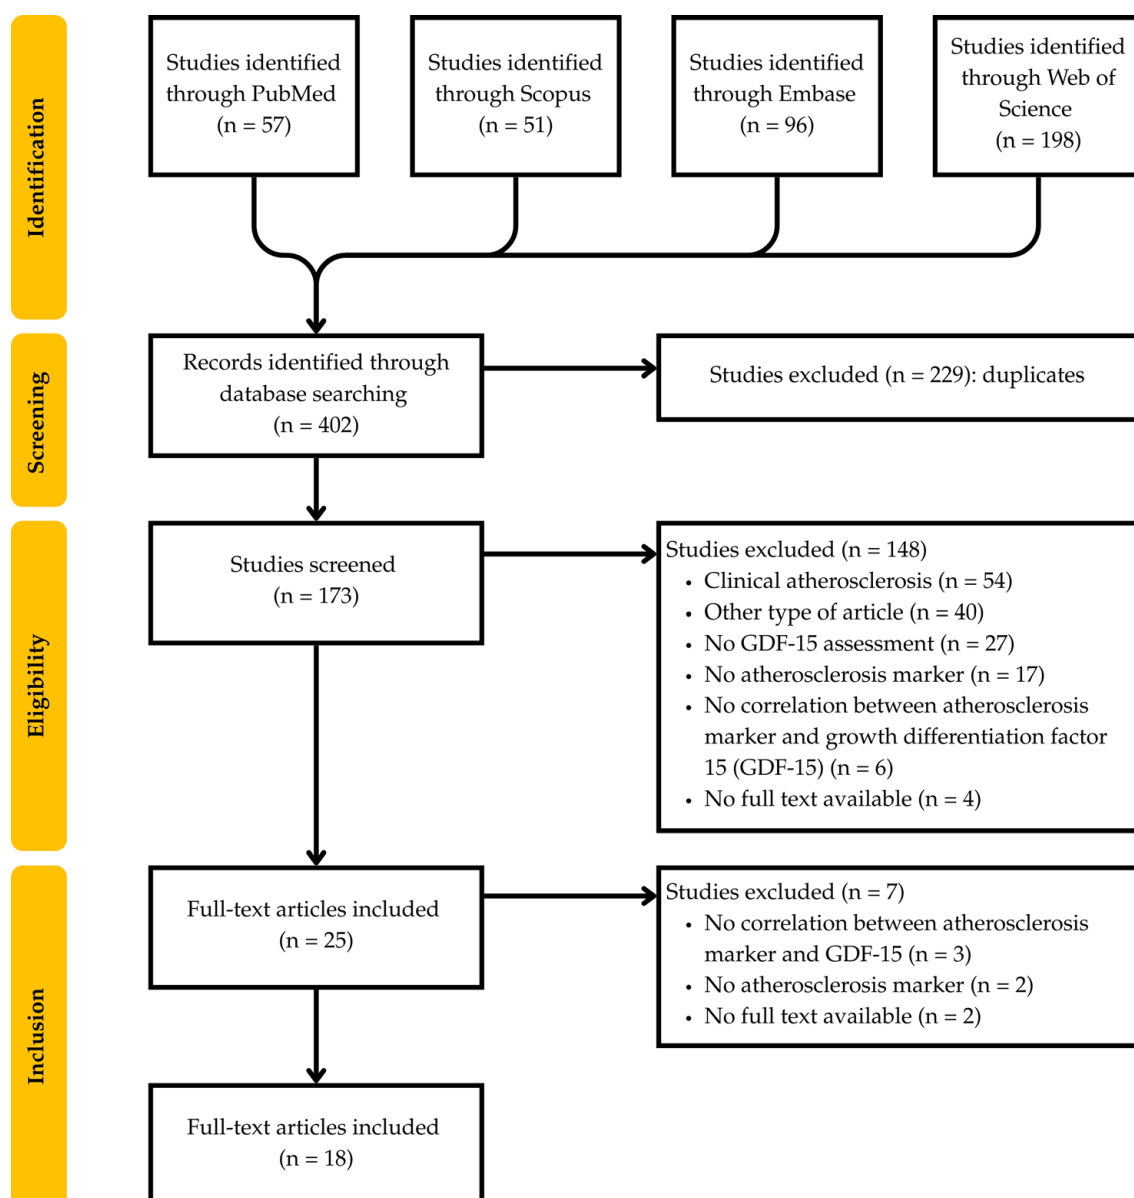 Identification
Studies identified
through PubMed
(n = 57)
Studies identified
through Scopus
(n = 51)
Studies identified
through Embase
(n = 96)
Studies identified
through Web of
Science
(n = 198)
Screening
Records identified through
database searching
(n = 402)
Studies excluded (n = 229): duplicates
Eligibility
Studies screened
(n = 173)
Studies excluded (n = 148)
• Clinical atherosclerosis (n = 54)
• Other type of article (n = 40)
• No GDF-15 assessment (n = 27)
• No atherosclerosis marker (n = 17)
• No correlation between atherosclerosis
marker and growth differentiation factor
15 (GDF-15) (n = 6)
• No full text available (n = 4)
Inclusion
Full-text articles included
(n = 25)
Studies excluded (n = 7)
• No correlation between atherosclerosis
marker and GDF-15 (n = 3)
• No atherosclerosis marker (n = 2)
• No full text available (n = 2)
Full-text articles included
(n = 18)